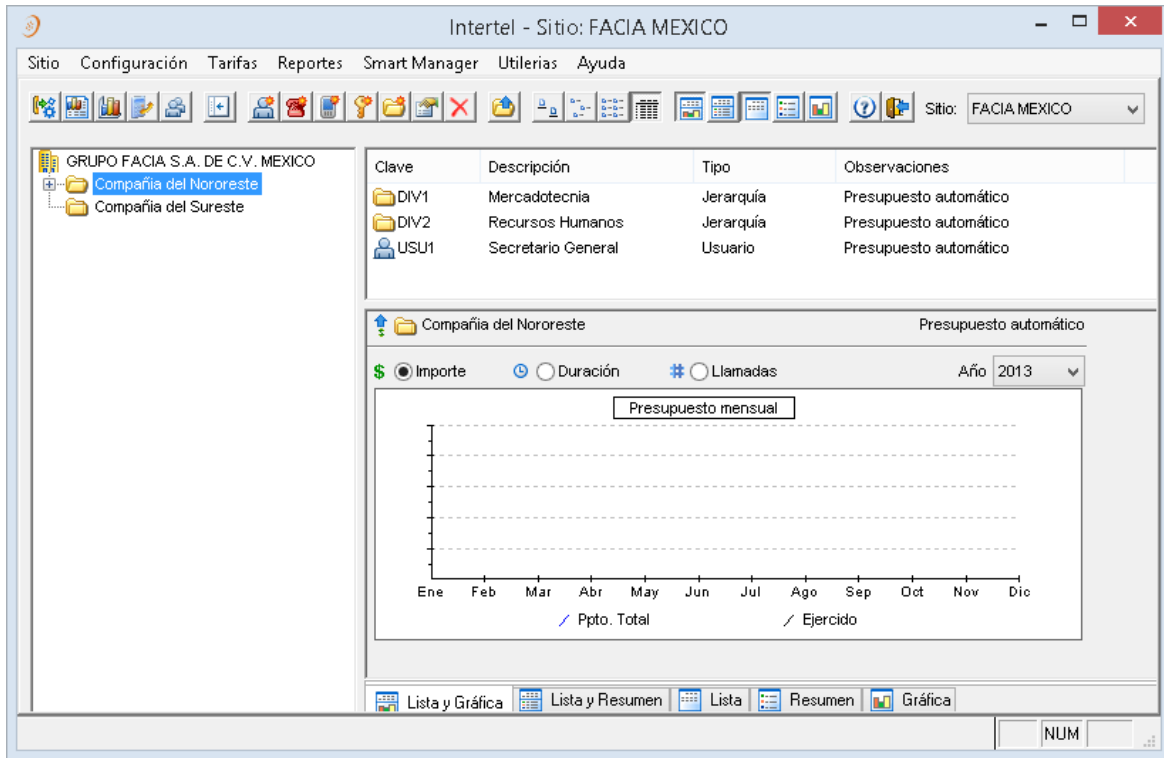 Intertel - Sitio: FACIA MEXICO
Sitio Configuración Tarifas Reportes Smart Manager Utilerias Ayuda
Sitio: FACIA MEXICO
GRUPO FACIA S.A. DE C.V. MEXICO
Compañia del Nororeste
Compañia del Sureste
Clave Descripción Tipo Observaciones
DIV1 Mercadotecnia Jerarquía Presupuesto automático
DIV2 Recursos Humanos Jerarquía Presupuesto automático
USU1 Secretario General Usuario Presupuesto automático
Compañia del Nororeste Presupuesto automático
$ Importe Duración # Llamadas Año 2013
Presupuesto mensual
Ene Feb Mar Abr May Jun Jul Ago Sep Oct Nov Dic
Ppto. Total Ejercido
Lista y Gráfica Lista y Resumen Lista Resumen Gráfica
NUM